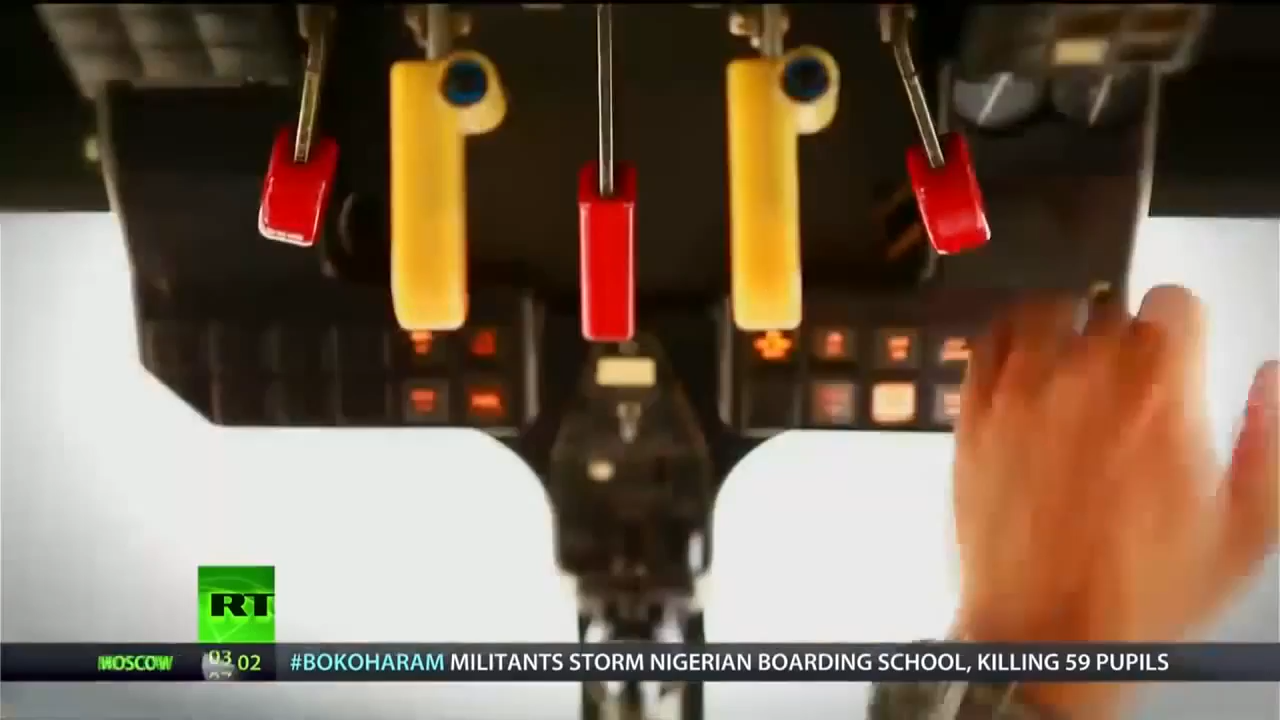 RT
MOSCOW 02 #BOKOHARAM MILITANTS STORM NIGERIAN BOARDING SCHOOL, KILLING 59 PUPILS